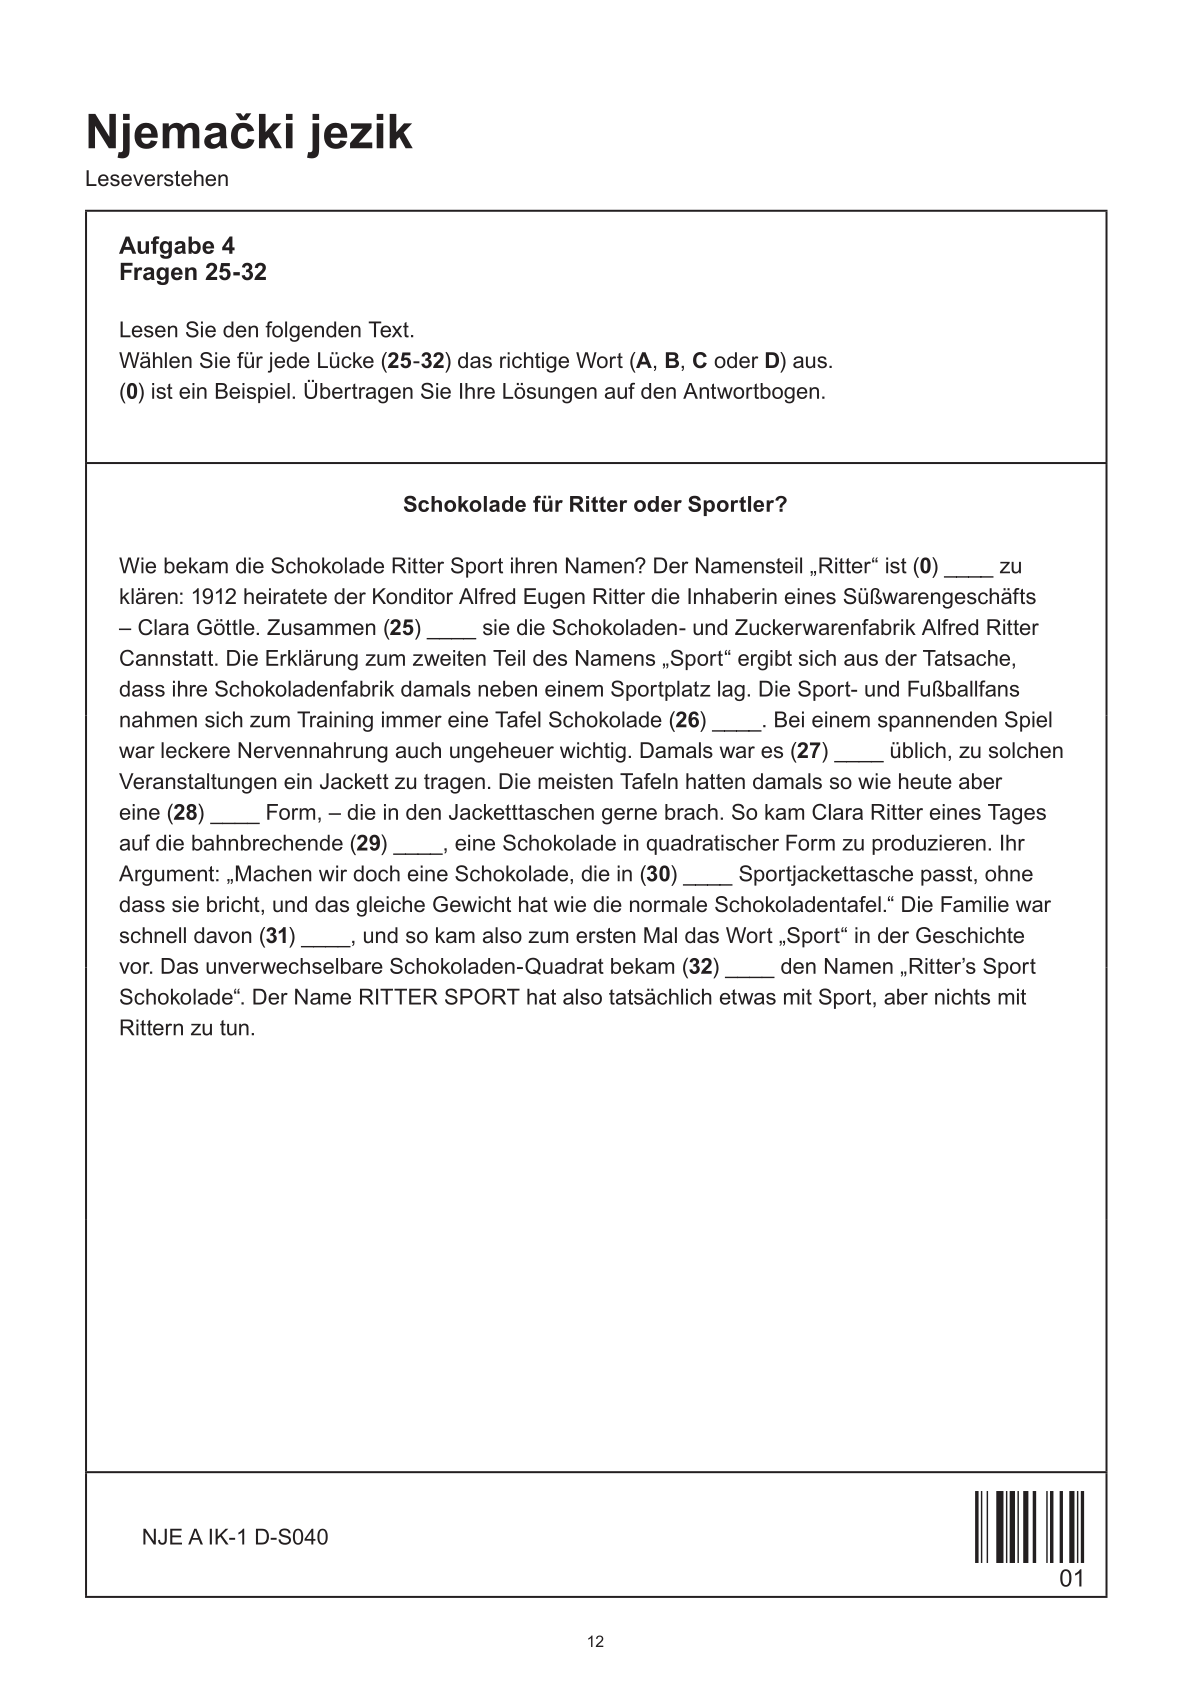 Njemački jezik
Leseverstehen
Aufgabe 4
Fragen 25-32
Lesen Sie den folgenden Text.
Wählen Sie für jede Lücke (25-32) das richtige Wort (A, B, C oder D) aus.
(0) ist ein Beispiel. Übertragen Sie Ihre Lösungen auf den Antwortbogen.
Schokolade für Ritter oder Sportler?
Wie bekam die Schokolade Ritter Sport ihren Namen? Der Namensteil „Ritter“ ist (0) ____ zu
klären: 1912 heiratete der Konditor Alfred Eugen Ritter die Inhaberin eines Süßwarengeschäfts
– Clara Göttle. Zusammen (25) ____ sie die Schokoladen- und Zuckerwarenfabrik Alfred Ritter
Cannstatt. Die Erklärung zum zweiten Teil des Namens „Sport“ ergibt sich aus der Tatsache,
dass ihre Schokoladenfabrik damals neben einem Sportplatz lag. Die Sport- und Fußballfans
nahmen sich zum Training immer eine Tafel Schokolade (26) ____. Bei einem spannenden Spiel
war leckere Nervennahrung auch ungeheuer wichtig. Damals war es (27) ____ üblich, zu solchen
Veranstaltungen ein Jackett zu tragen. Die meisten Tafeln hatten damals so wie heute aber
eine (28) ____ Form, – die in den Jacketttaschen gerne brach. So kam Clara Ritter eines Tages
auf die bahnbrechende (29) ____, eine Schokolade in quadratischer Form zu produzieren. Ihr
Argument: „Machen wir doch eine Schokolade, die in (30) ____ Sportjackettasche passt, ohne
dass sie bricht, und das gleiche Gewicht hat wie die normale Schokoladentafel.“ Die Familie war
schnell davon (31) ____, und so kam also zum ersten Mal das Wort „Sport“ in der Geschichte
vor. Das unverwechselbare Schokoladen-Quadrat bekam (32) ____ den Namen „Ritter’s Sport
Schokolade“. Der Name RITTER SPORT hat also tatsächlich etwas mit Sport, aber nichts mit
Rittern zu tun.
NJE A IK-1 D-S040
01
12